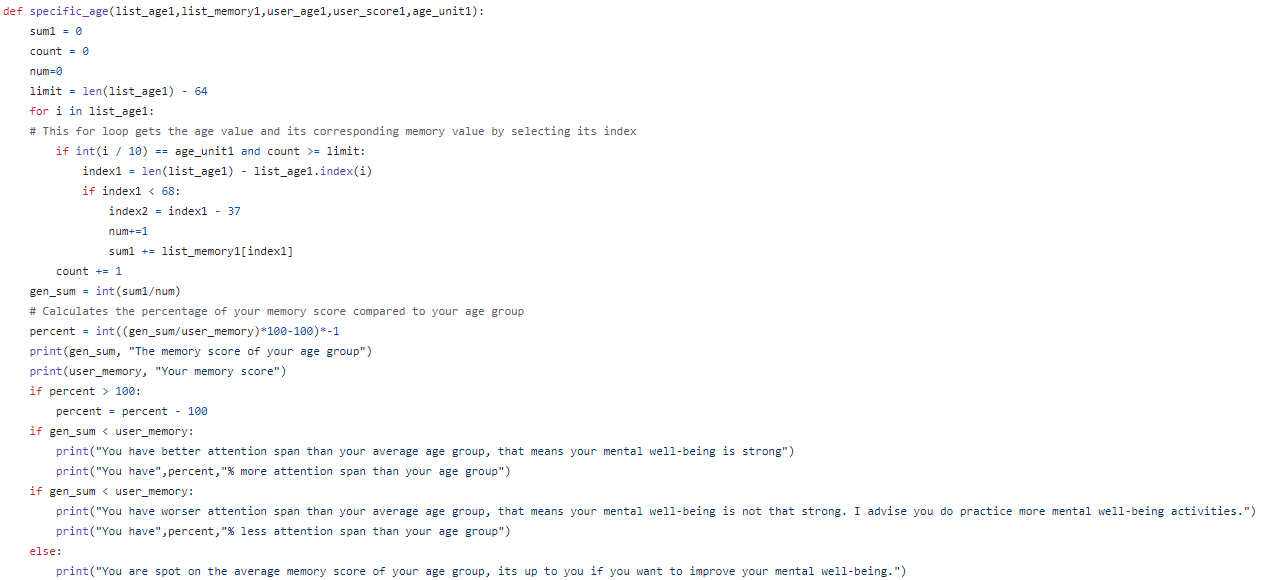 def specific_age(list_age1,list_memory1,user_age1,user_score1,age_unit1):
    sum1 = 0
    count = 0
    num=0
    limit = len(list_age1) - 64
    for i in list_age1:
    # This for loop gets the age value and its corresponding memory value by selecting its index
        if int(i / 10) == age_unit1 and count >= limit:
            index1 = len(list_age1) - list_age1.index(i)
            if index1 < 68:
                index2 = index1 - 37
                num+=1
                sum1 += list_memory1[index1]
        count += 1
    gen_sum = int(sum1/num)
    # Calculates the percentage of your memory score compared to your age group
    percent = int((gen_sum/user_memory)*100-100)*-1
    print(gen_sum, "The memory score of your age group")
    print(user_memory, "Your memory score")
    if percent > 100:
        percent = percent - 100
    if gen_sum < user_memory:
        print("You have better attention span than your average age group, that means your mental well-being is strong")
        print("You have",percent,"% more attention span than your age group")
    if gen_sum < user_memory:
        print("You have worser attention span than your average age group, that means your mental well-being is not that strong. I advise you do practice more mental well-being activities.")
        print("You have",percent,"% less attention span than your age group")
    else:
        print("You are spot on the average memory score of your age group, its up to you if you want to improve your mental well-being.")